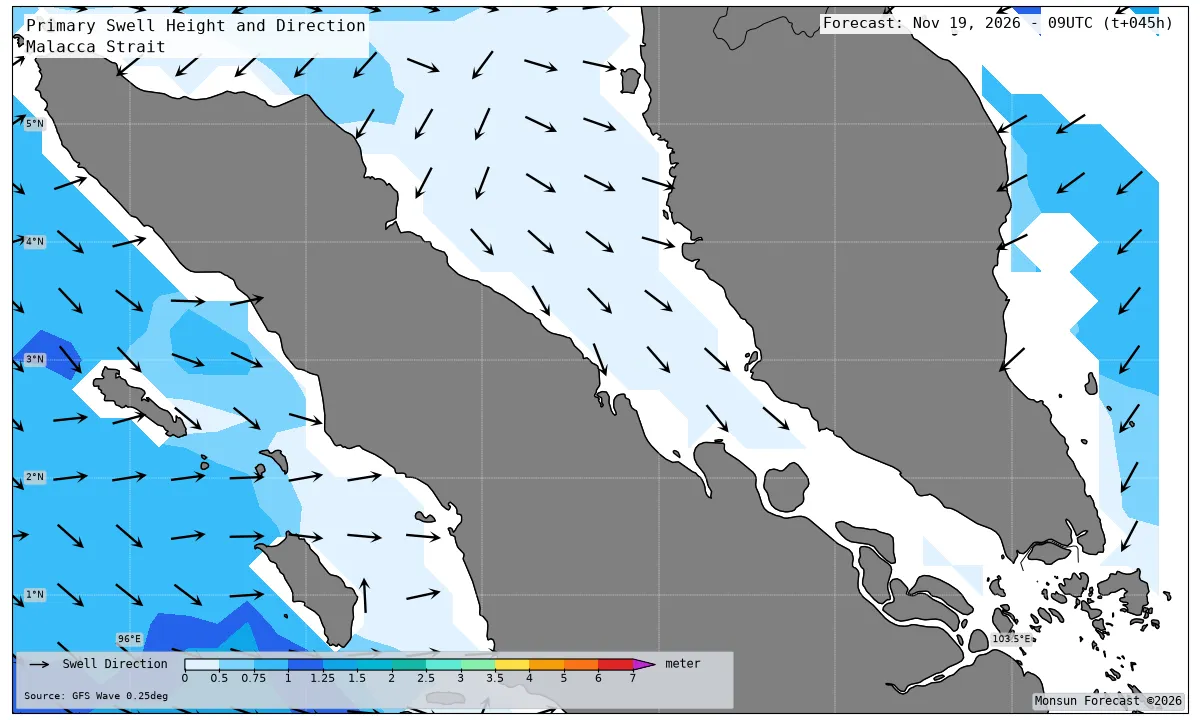 Primary Swell Height and Direction
Malacca Strait
Forecast: Nov 19, 2026 - 09UTC (t+045h)
5°N
4°N
3°N
2°N
1°N
96°E
103.5°E
Swell Direction
meter
0 0.5 0.75 1 1.25 1.5 2 2.5 3 3.5 4 5 6 7
Source: GFS Wave 0.25deg
Monsun Forecast ©2026